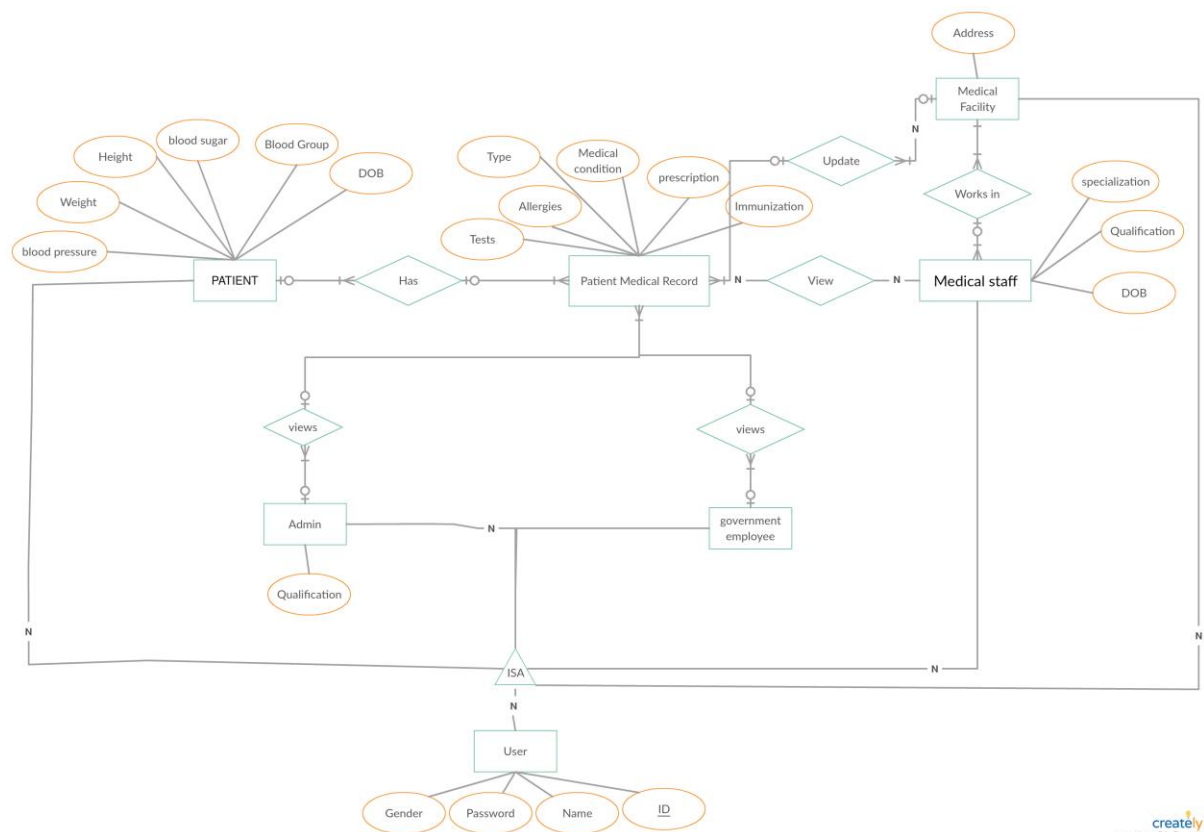 Address
Medical
Facility
N
blood sugar
Blood Group
Height
DOB
Weight
blood pressure
PATIENT
Has
Type
Medical
condition
prescription
Allergies
Immunization
Tests
Patient Medical Record
Update
Works in
specialization
Qualification
DOB
N
View
N
Medical staff
views
views
Admin
N
government
employee
Qualification
N
N
N
ISA
N
User
Gender
Password
Name
ID
creately